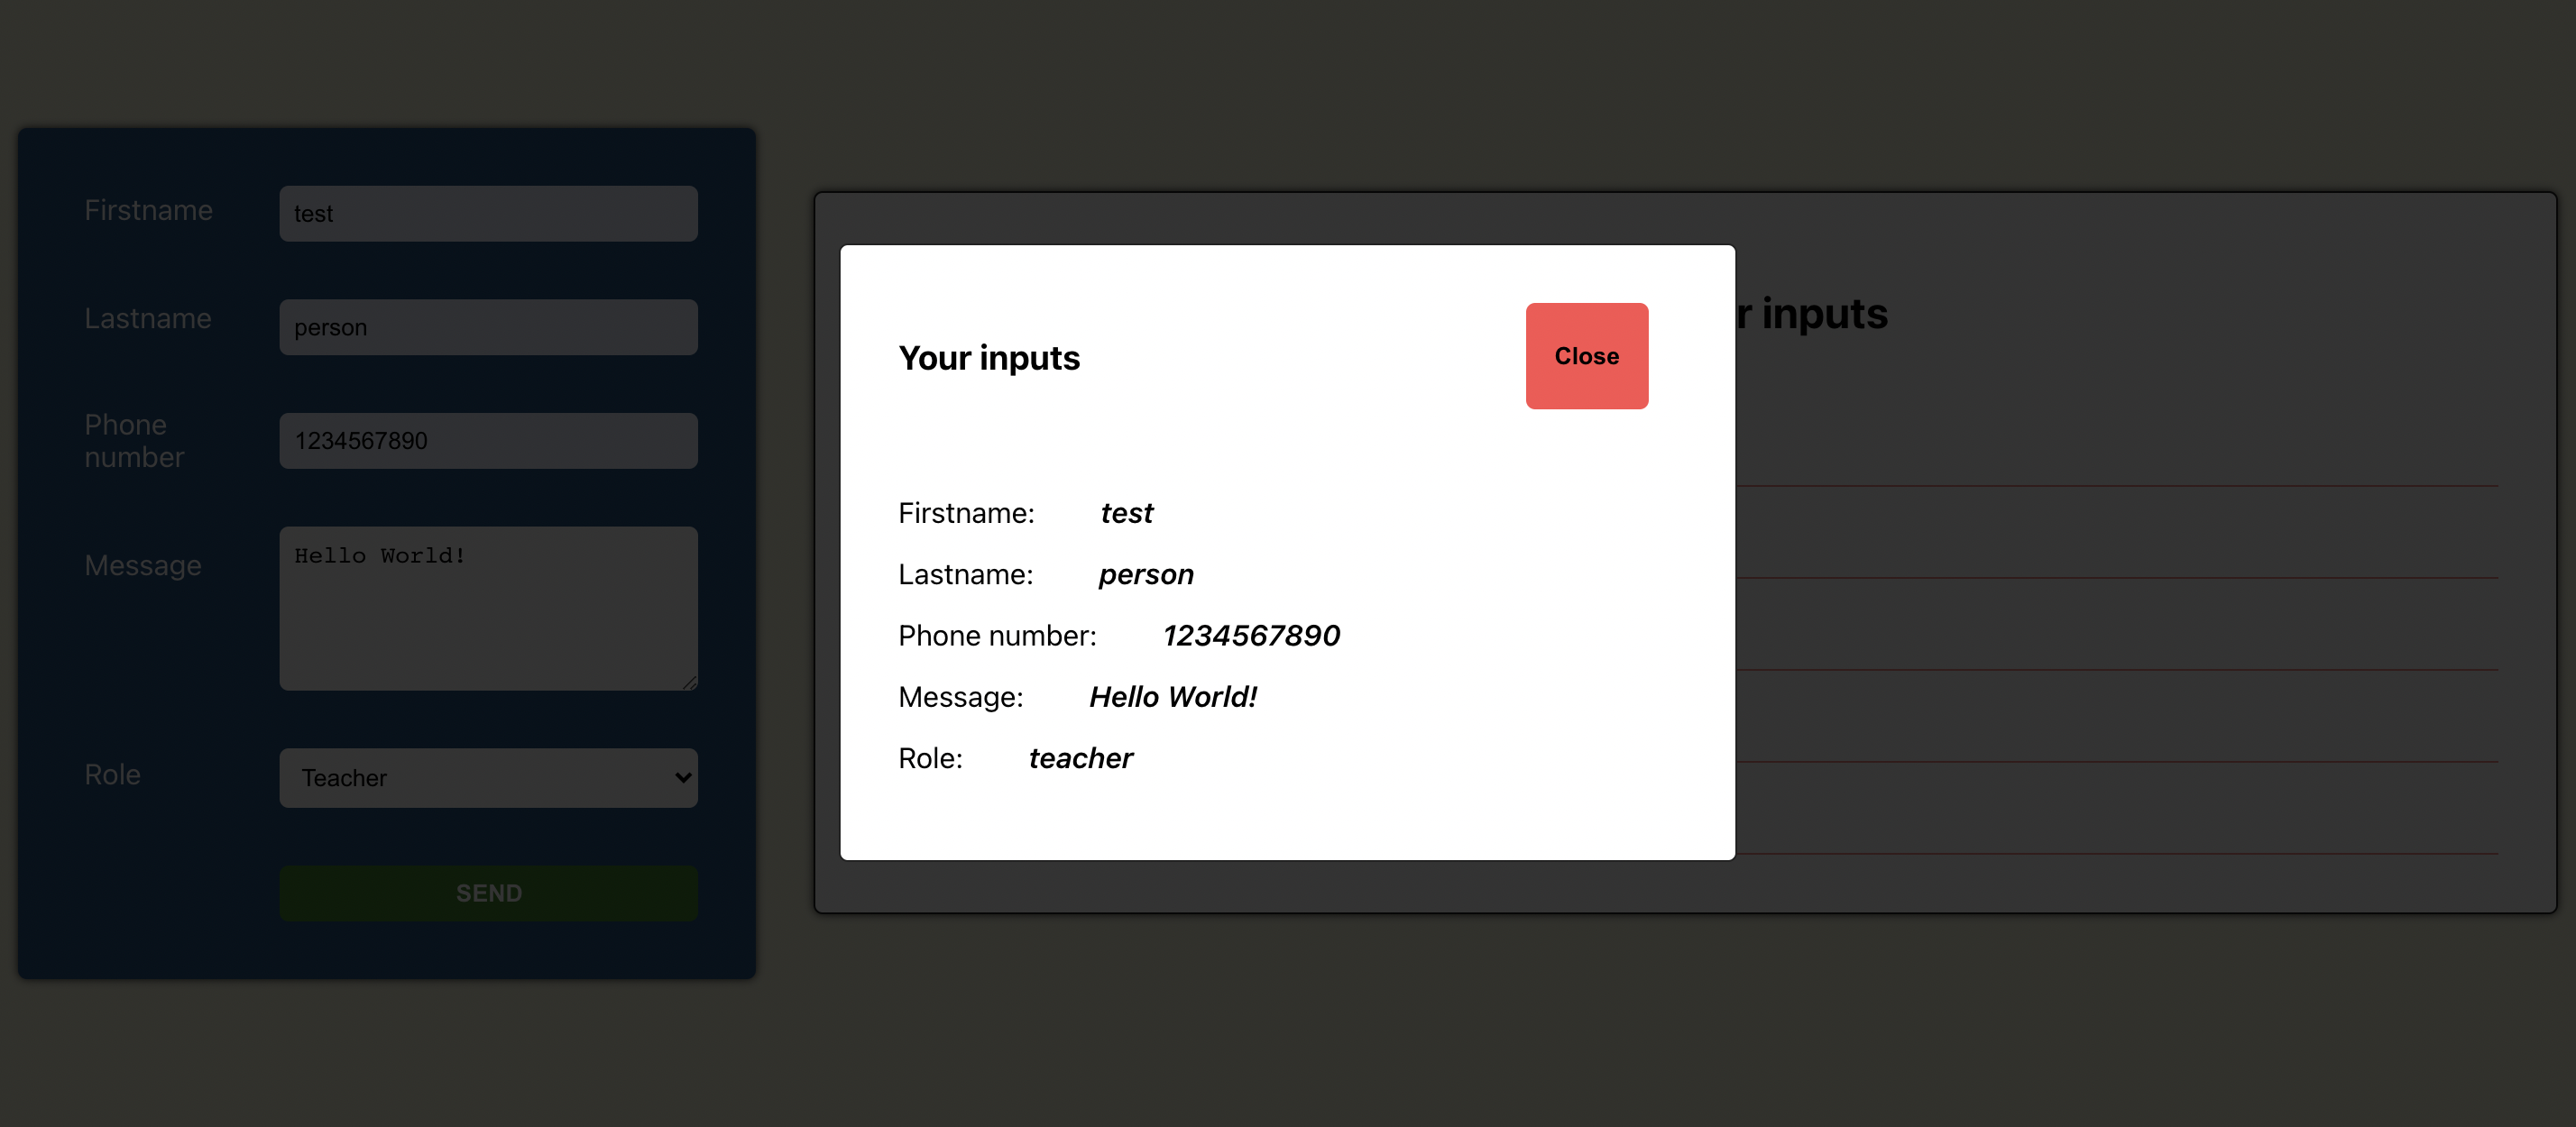 Firstname
test
Lastname
person
Phone
number
1234567890
Message
Hello World!
Role
Teacher
SEND
r inputs
Your inputs
Close
Firstname: test
Lastname: person
Phone number: 1234567890
Message: Hello World!
Role: teacher